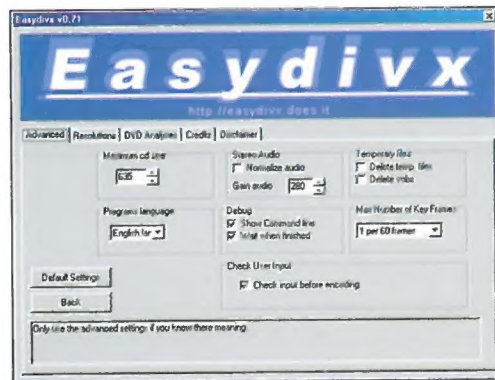 Easydivx v0.71
Easydivx
http://easydivx.does.it
Advanced Resolutions DVD Analyses Credits Disclaimer
Minimum cd size
635
Stereo Audio
Normalize audio
Gain audio 280
Temporary files
Delete temp. files
Delete vobs
Programs language
English lan
Debug
Show Command line
Wait when finished
Max Number of Key Frames
1 per 60 frames
Default Settings
Back
Check User Input
Check input before encoding
Only use the advanced settings if you know there meaning.